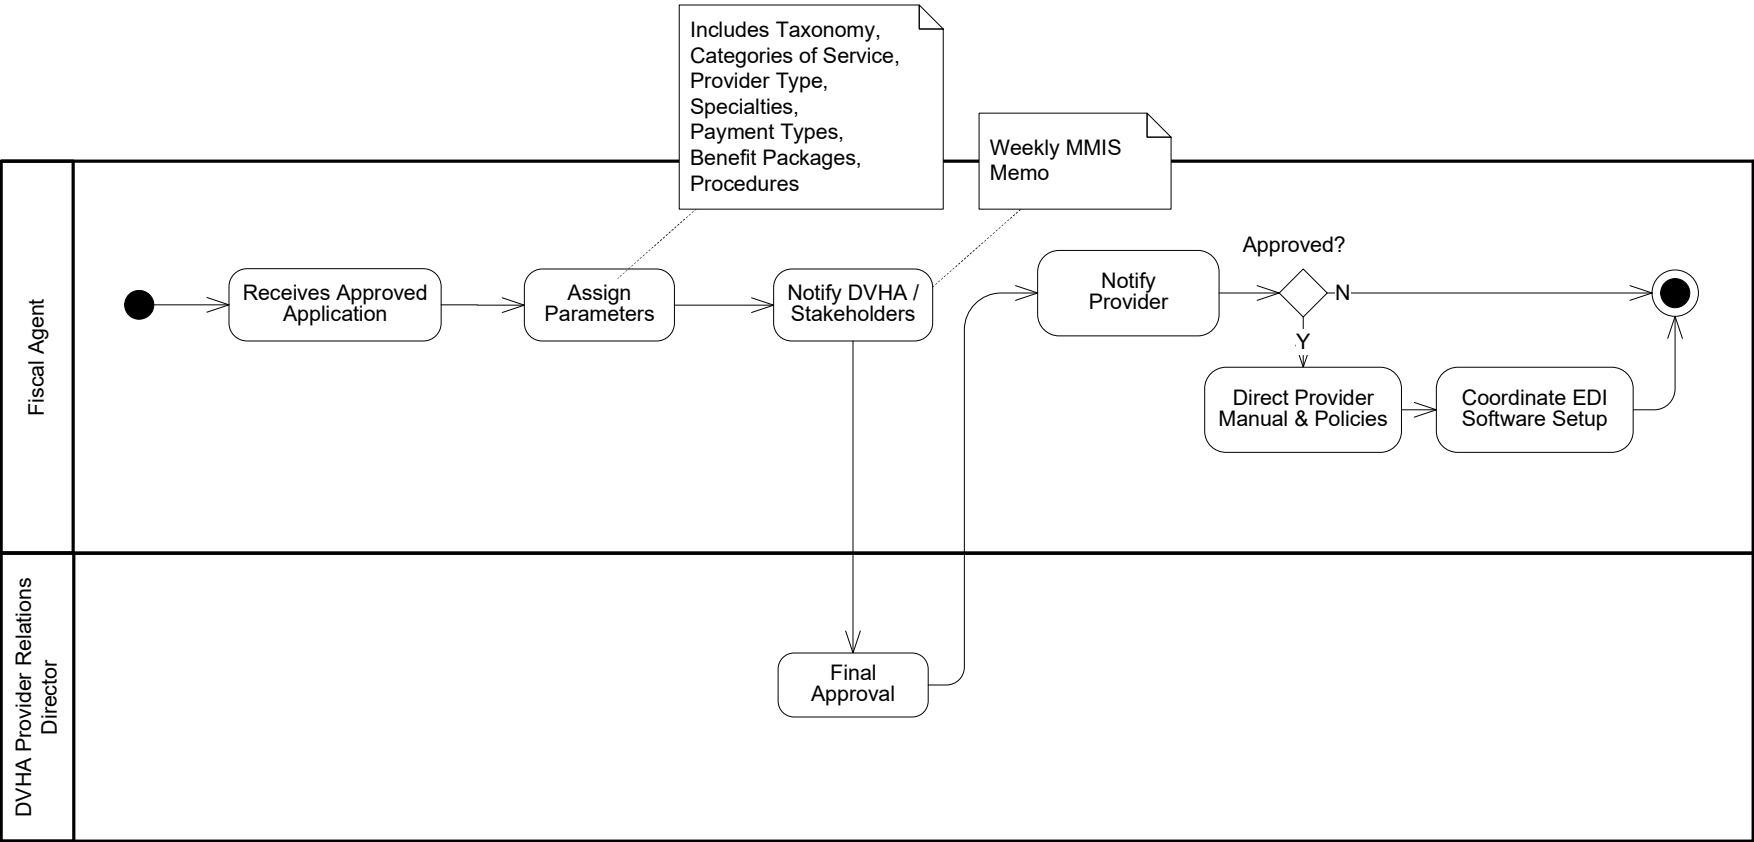 Includes Taxonomy,
Categories of Service,
Provider Type,
Specialties,
Payment Types,
Benefit Packages,
Procedures
Weekly MMIS
Memo
Fiscal Agent
Receives Approved
Application
Assign
Parameters
Notify DVHA /
Stakeholders
Notify
Provider
Approved?
N
Y
Direct Provider
Manual & Policies
Coordinate EDI
Software Setup
DVHA Provider Relations
Director
Final
Approval